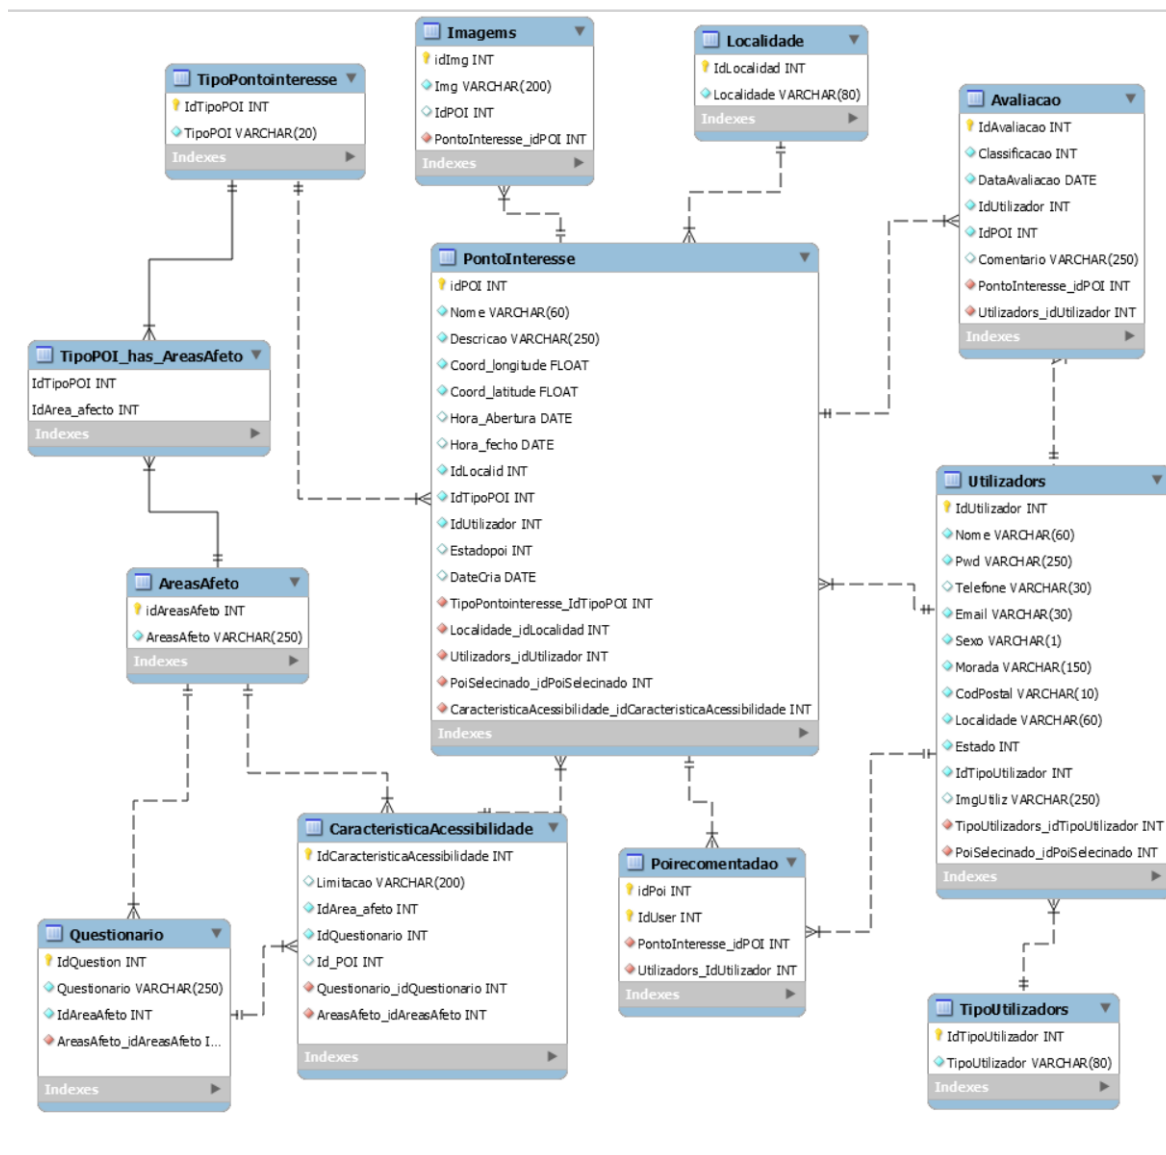 Imagems
idImg INT
Img VARCHAR(200)
IdPOI INT
PontoInteresse_idPOI INT
Indexes
Localidade
IdLocalidad INT
Localidade VARCHAR(80)
Indexes
TipoPontointeresse
IdTipoPOI INT
TipoPOI VARCHAR(20)
Indexes
Avaliacao
IdAvaliacao INT
Classificacao INT
DataAvaliacao DATE
IdUtilizador INT
IdPOI INT
Comentario VARCHAR(250)
PontoInteresse_idPOI INT
Utilizadors_idUtilizador INT
Indexes
PontoInteresse
idPOI INT
Nome VARCHAR(60)
Descricao VARCHAR(250)
Coord_longitude FLOAT
Coord_latitude FLOAT
Hora_Abertura DATE
Hora_fecho DATE
IdLocalid INT
IdTipoPOI INT
IdUtilizador INT
Estadopoi INT
DateCria DATE
TipoPontointeresse_IdTipoPOI INT
Localidade_idLocalidad INT
Utilizadors_idUtilizador INT
PoiSelecinado_idPoiSelecinado INT
CaracteristicaAcessibilidade_idCaracteristicaAcessibilidade INT
Indexes
TipoPOI_has_AreasAfeto
IdTipoPOI INT
IdArea_afecto INT
Indexes
Utilizadors
IdUtilizador INT
Nome VARCHAR(60)
Pwd VARCHAR(250)
Telefone VARCHAR(30)
Email VARCHAR(30)
Sexo VARCHAR(1)
Morada VARCHAR(150)
CodPostal VARCHAR(10)
Localidade VARCHAR(60)
Estado INT
IdTipoUtilizador INT
ImgUtiliz VARCHAR(250)
TipoUtilizadors_idTipoUtilizador INT
PoiSelecinado_idPoiSelecinado INT
Indexes
AreasAfeto
idAreasAfeto INT
AreasAfeto VARCHAR(250)
Indexes
CaracteristicaAcessibilidade
IdCaracteristicaAcessibilidade INT
Limitacao VARCHAR(200)
IdArea_afeto INT
IdQuestionario INT
Id_POI INT
Questionario_idQuestionario INT
AreasAfeto_idAreasAfeto INT
Indexes
Poirecomentadao
idPoi INT
IdUser INT
PontoInteresse_idPOI INT
Utilizadors_IdUtilizador INT
Indexes
Questionario
IdQuestion INT
Questionario VARCHAR(250)
IdAreaAfeto INT
AreasAfeto_idAreasAfeto I...
Indexes
TipoUtilizadors
IdTipoUtilizador INT
TipoUtilizador VARCHAR(80)
Indexes